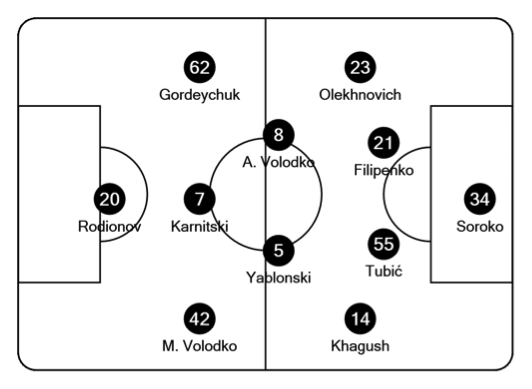 62
Gordeychuk
23
Olekhnovich
8
A. Volodko
21
Filipenko
20
Rodionov
7
Karnitski
34
Soroko
5
Yablonski
55
Tubić
42
M. Volodko
14
Khagush